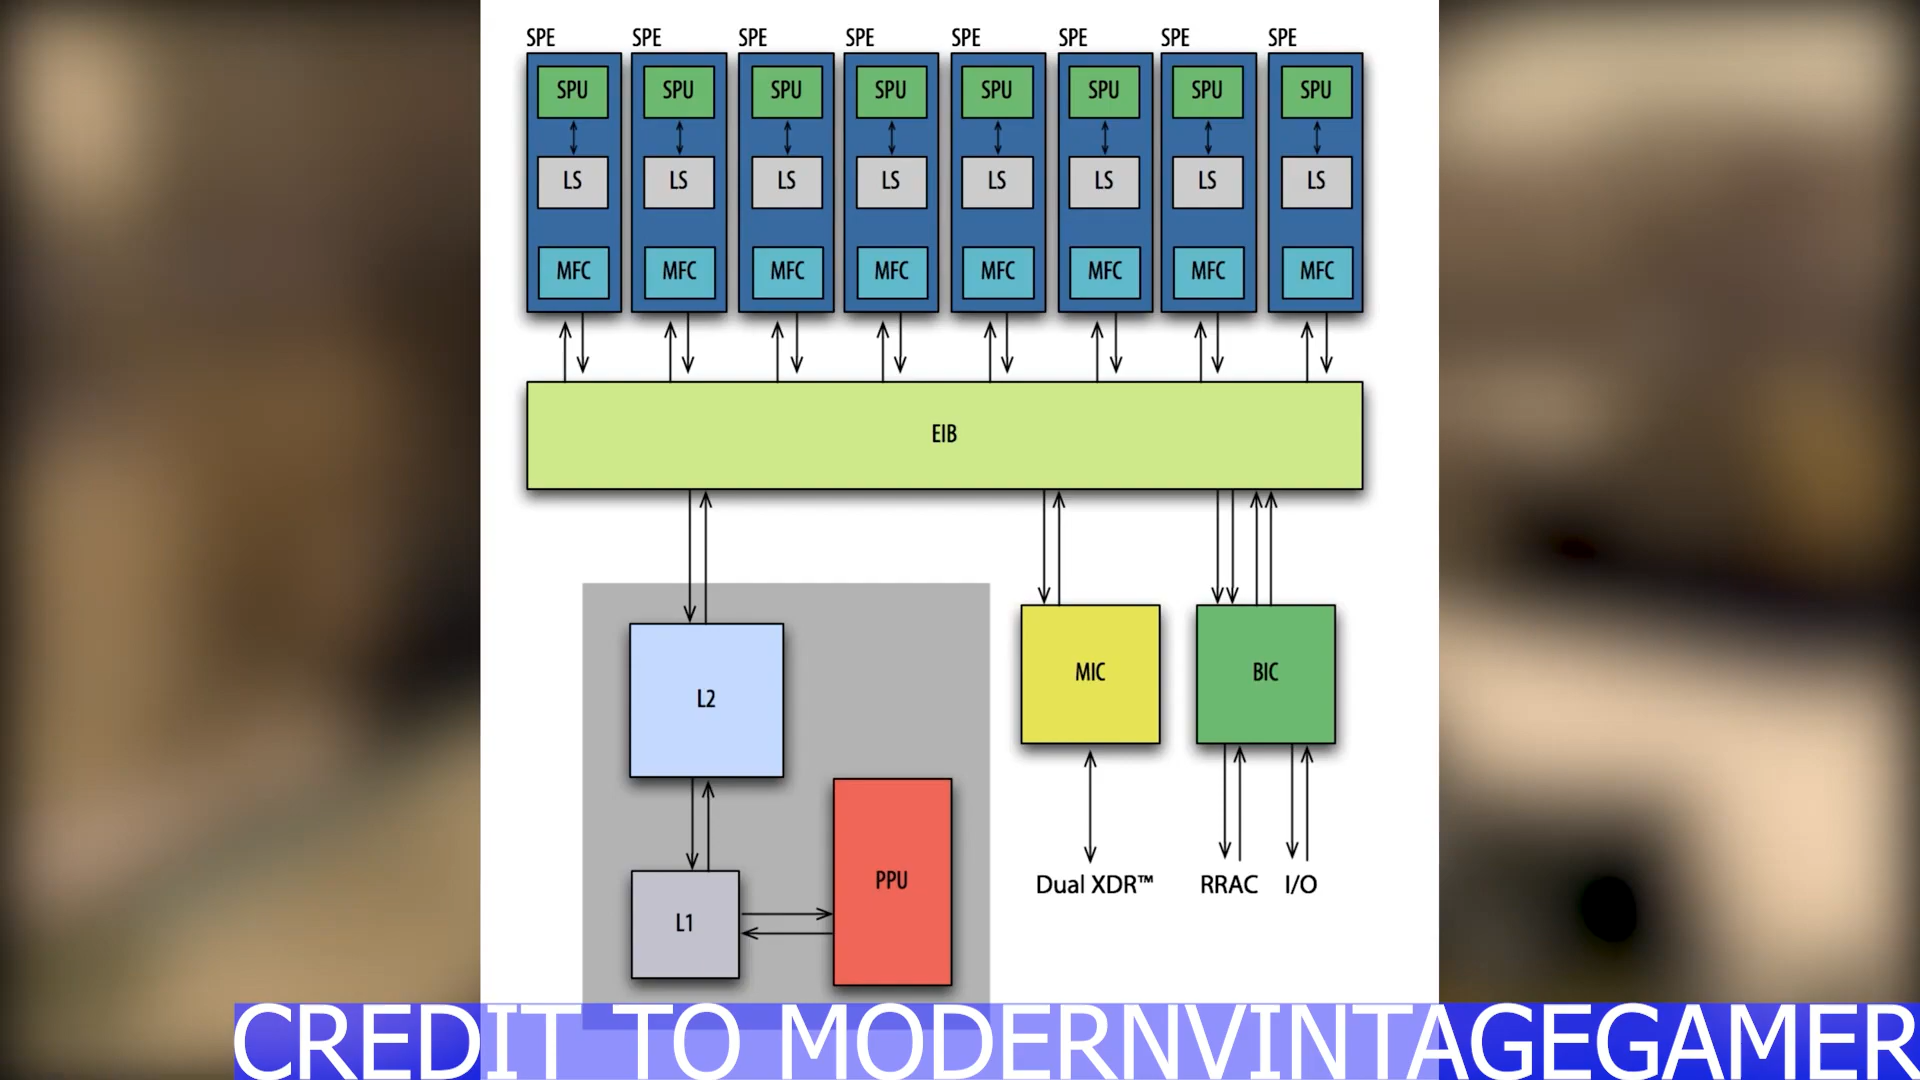 SPE SPE SPE SPE SPE SPE SPE SPE
SPU SPU SPU SPU SPU SPU SPU SPU
LS LS LS LS LS LS LS LS
MFC MFC MFC MFC MFC MFC MFC MFC
EIB
L2
MIC
BIC
L1
PPU
Dual XDR™
RRAC
I/O
CREDIT TO MODERNVINTAGEGAMER